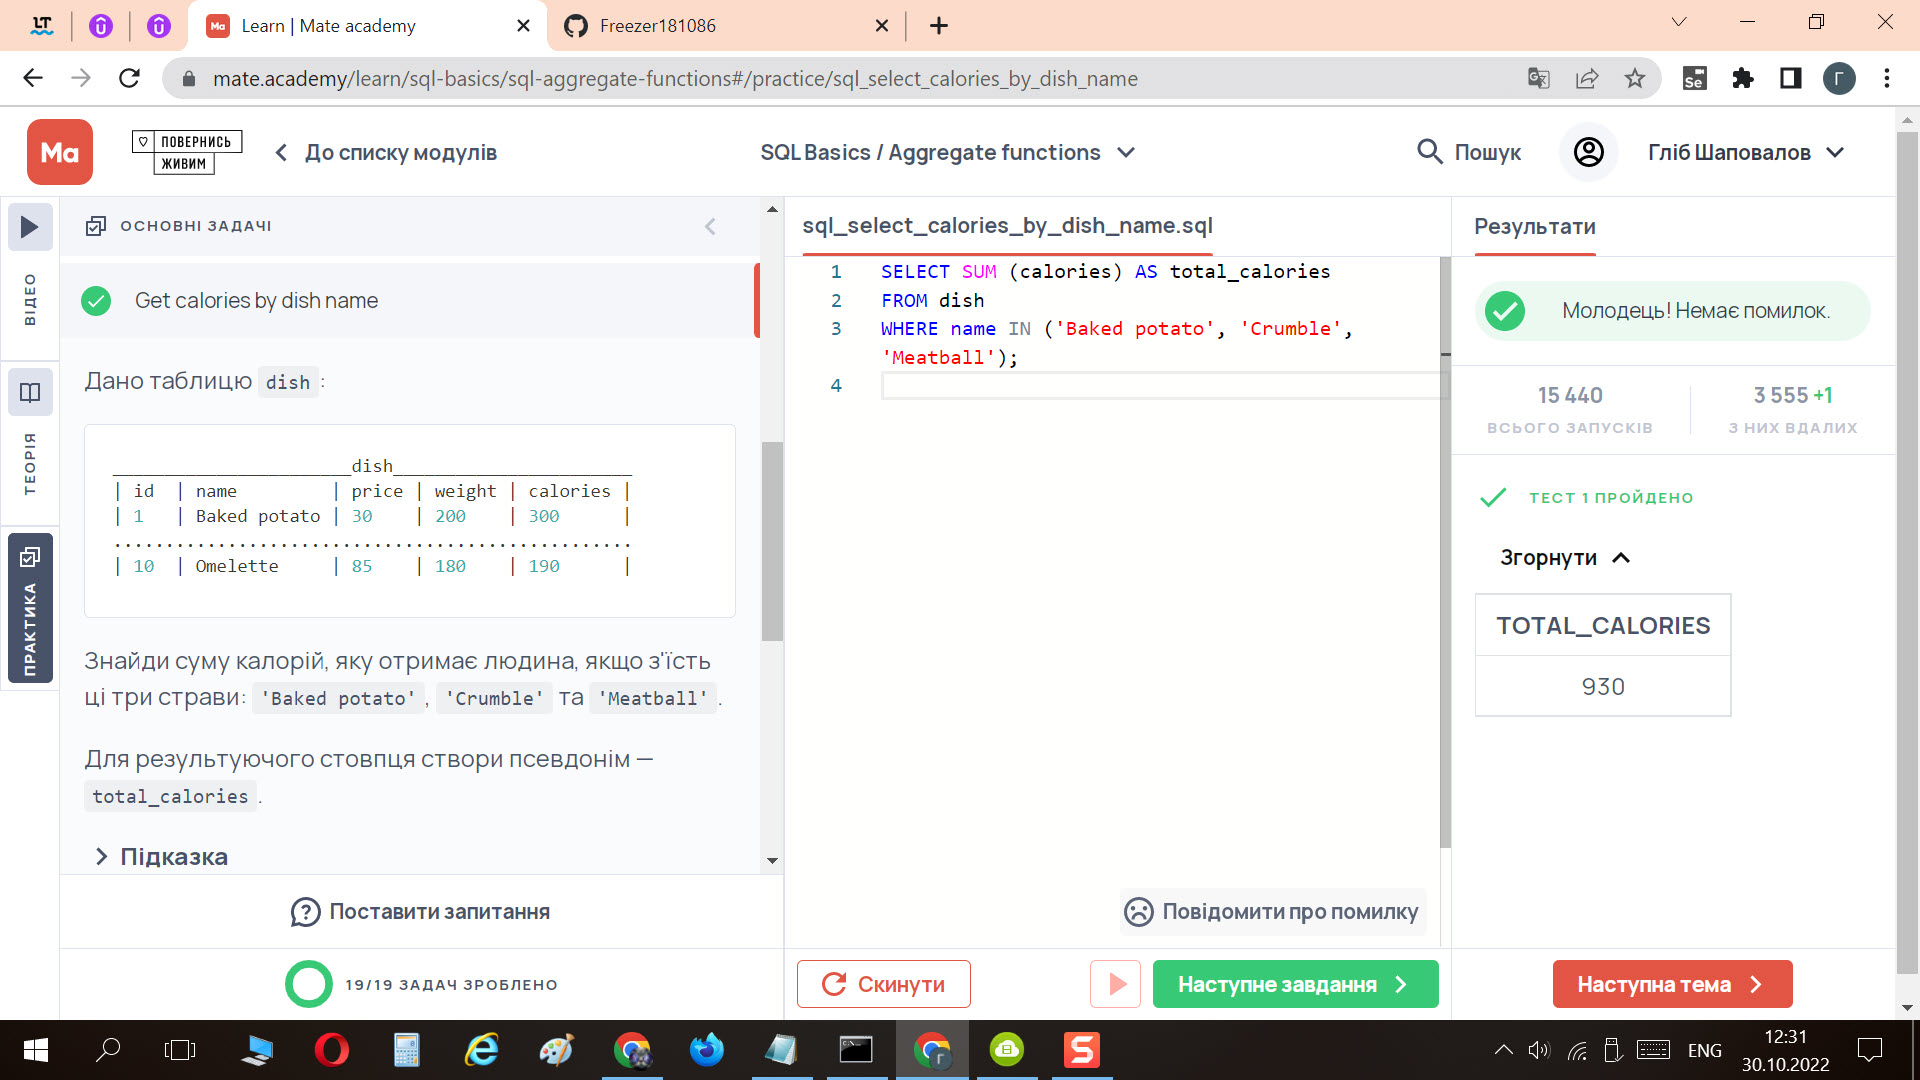 Learn | Mate academy
Freezer181086
mate.academy/learn/sql-basics/sql-aggregate-functions#/practice/sql_select_calories_by_dish_name
Se
Г
Ma
ПОВЕРНИСЬ
ЖИВИМ
До списку модулів
SQL Basics / Aggregate functions
Пошук
Гліб Шаповалов
ВІДЕО
ТЕОРІЯ
ПРАКТИКА
ОСНОВНІ ЗАДАЧІ
Get calories by dish name
Дано таблицю dish :
_______________________dish_______________________
| id | name | price | weight | calories |
| 1 | Baked potato | 30 | 200 | 300 |
..................................................
| 10 | Omelette | 85 | 180 | 190 |
Знайди суму калорій, яку отримає людина, якщо з'їсть
ці три страви: 'Baked potato' , 'Crumble' та 'Meatball' .
Для результуючого стовпця створи псевдонім —
total_calories .
Підказка
Поставити запитання
19/19 ЗАДАЧ ЗРОБЛЕНО
sql_select_calories_by_dish_name.sql
1 SELECT SUM (calories) AS total_calories
2 FROM dish
3 WHERE name IN ('Baked potato', 'Crumble',
'Meatball');
4
Повідомити про помилку
Скинути
Наступне завдання
Результати
Молодець! Немає помилок.
15 440
ВСЬОГО ЗАПУСКІВ
3 555 +1
З НИХ ВДАЛИХ
ТЕСТ 1 ПРОЙДЕНО
Згорнути
TOTAL_CALORIES
930
Наступна тема
ENG
12:31
30.10.2022